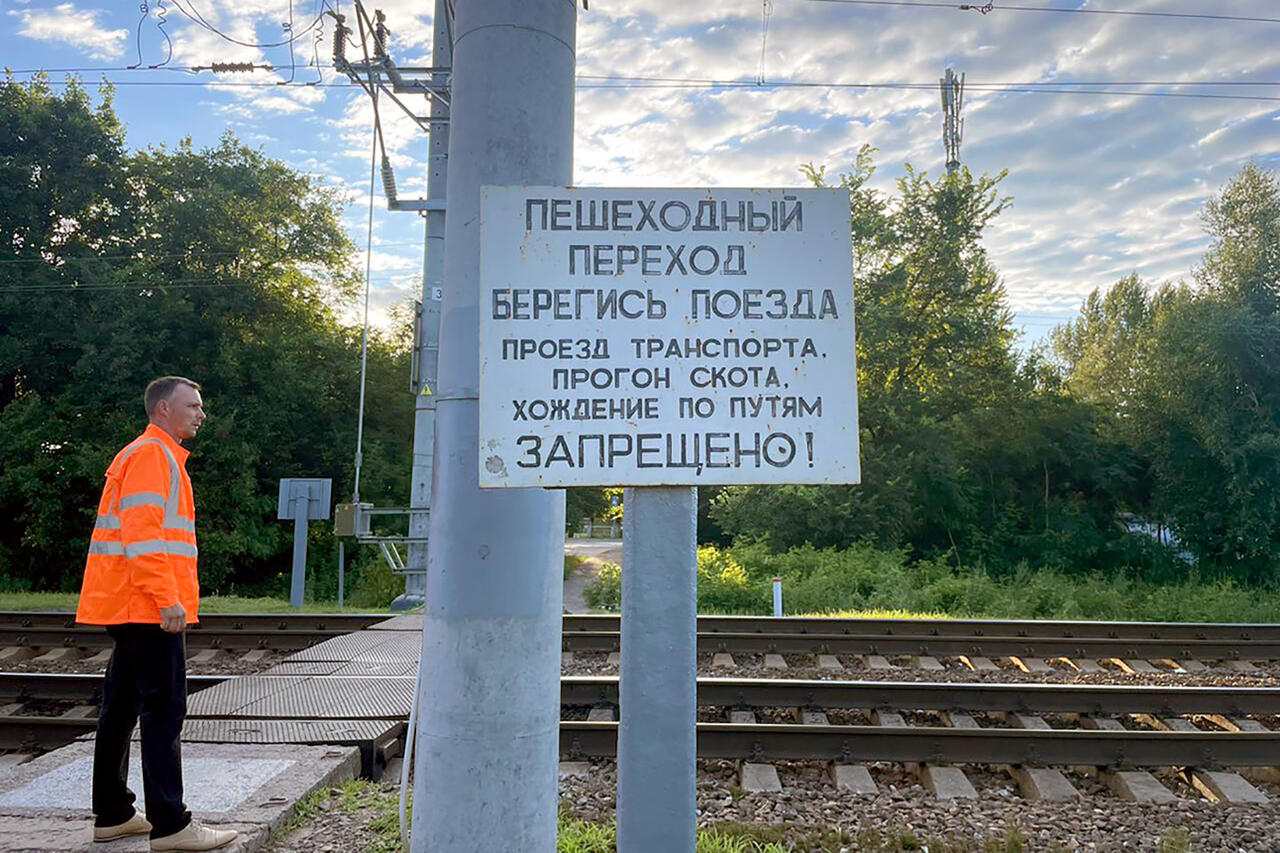 ПЕШЕХОДНЫЙ
ПЕРЕХОД
БЕРЕГИСЬ ПОЕЗДА
ПРОЕЗД ТРАНСПОРТА,
ПРОГОН СКОТА,
ХОЖДЕНИЕ ПО ПУТЯМ
ЗАПРЕЩЕНО!